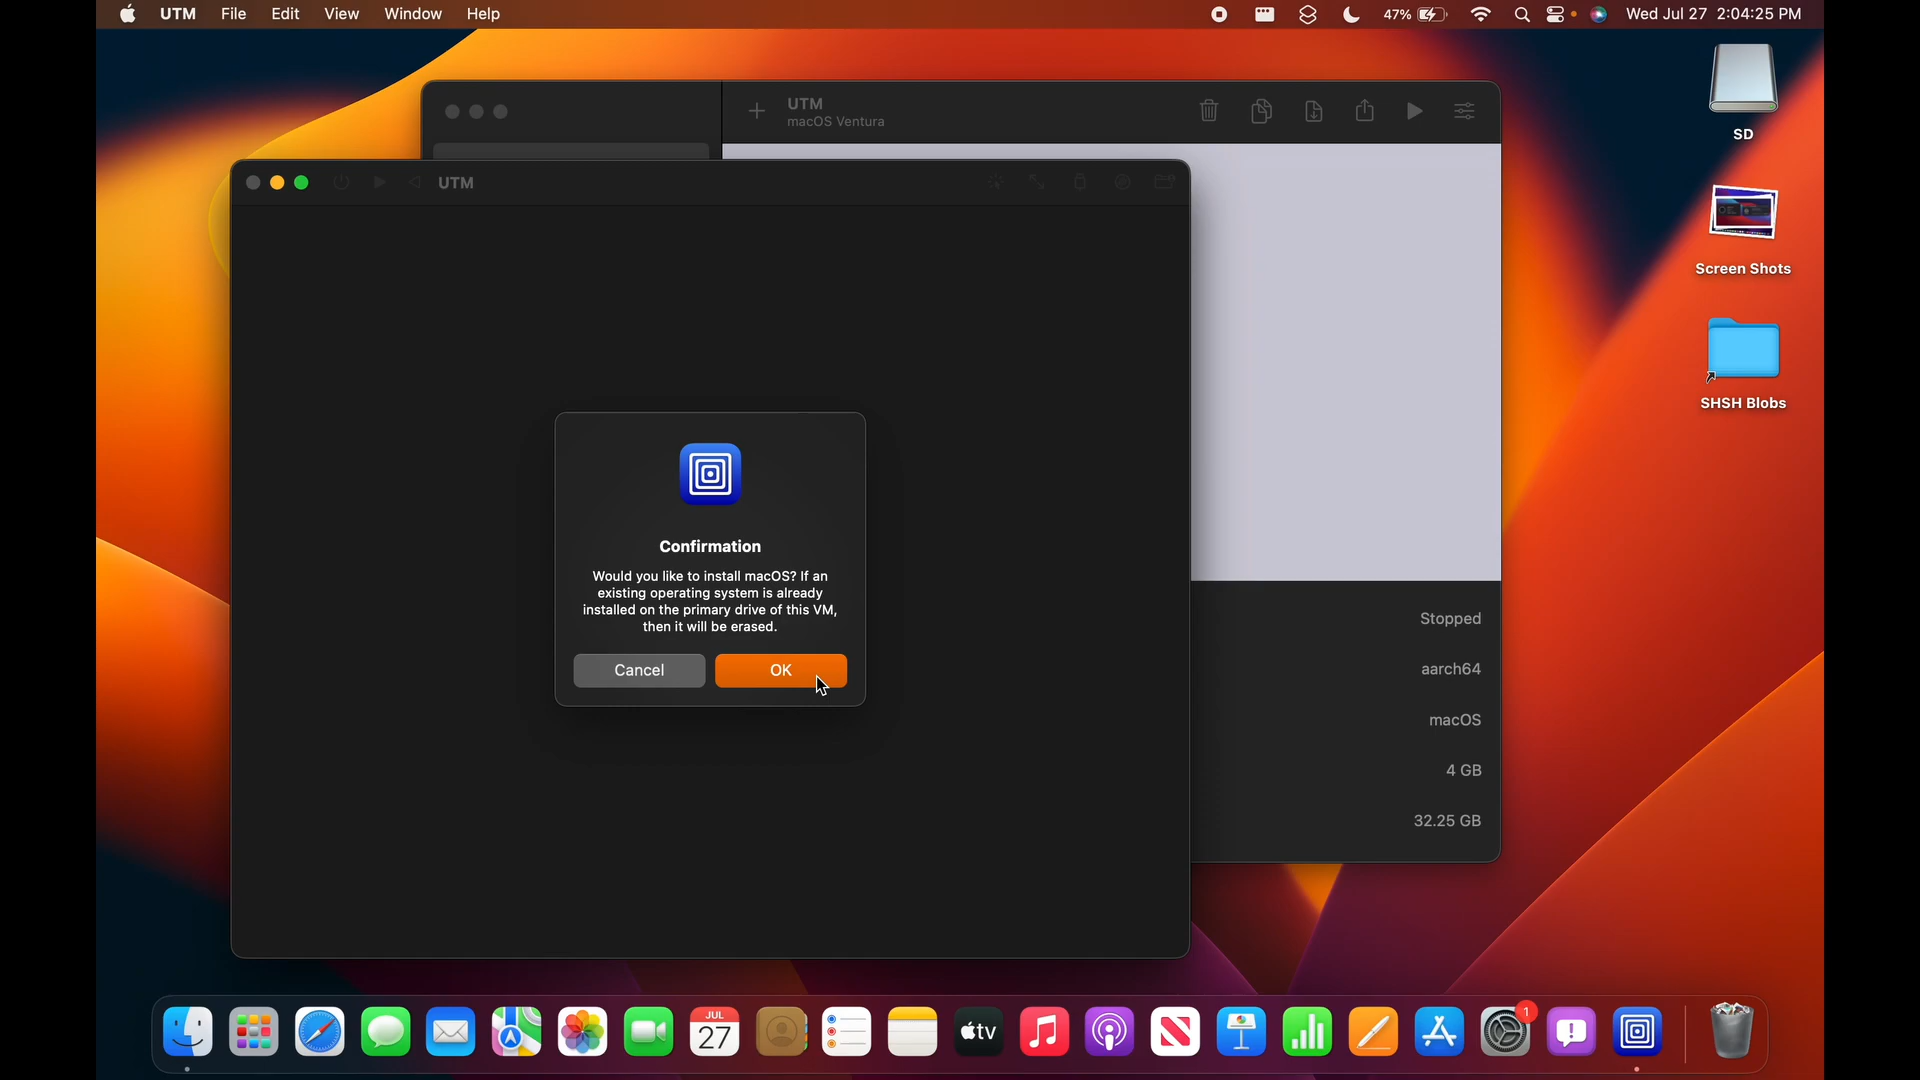 UTM File Edit View Window Help 47% Wed Jul 27 2:04:25 PM
UTM
macOS Ventura
SD
UTM
Screen Shots
SHSH Blobs
Confirmation
Would you like to install macOS? If an
existing operating system is already
installed on the primary drive of this VM,
then it will be erased.
Cancel OK
Stopped
aarch64
macOS
4 GB
32.25 GB
JUL
27
tv
1